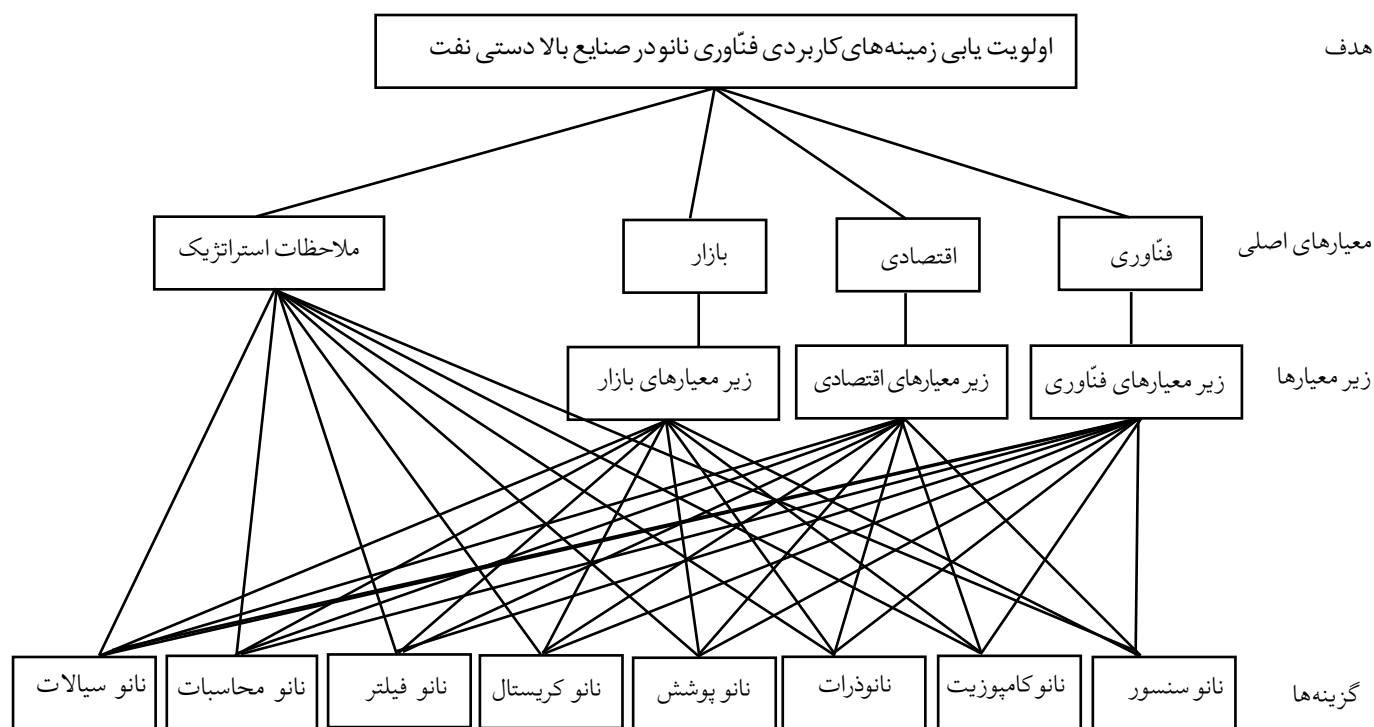 هدف
اولویت یابی زمینه‌های کاربردی فنّاوری نانو در صنایع بالا دستی نفت
معیارهای اصلی
فنّاوری
اقتصادی
بازار
ملاحظات استراتژیک
زیر معیارها
زیر معیارهای فنّاوری
زیر معیارهای اقتصادی
زیر معیارهای بازار
گزینه‌ها
نانو سنسور
نانو کامپوزیت
نانوذرات
نانو پوشش
نانو کریستال
نانو فیلتر
نانو محاسبات
نانو سیالات